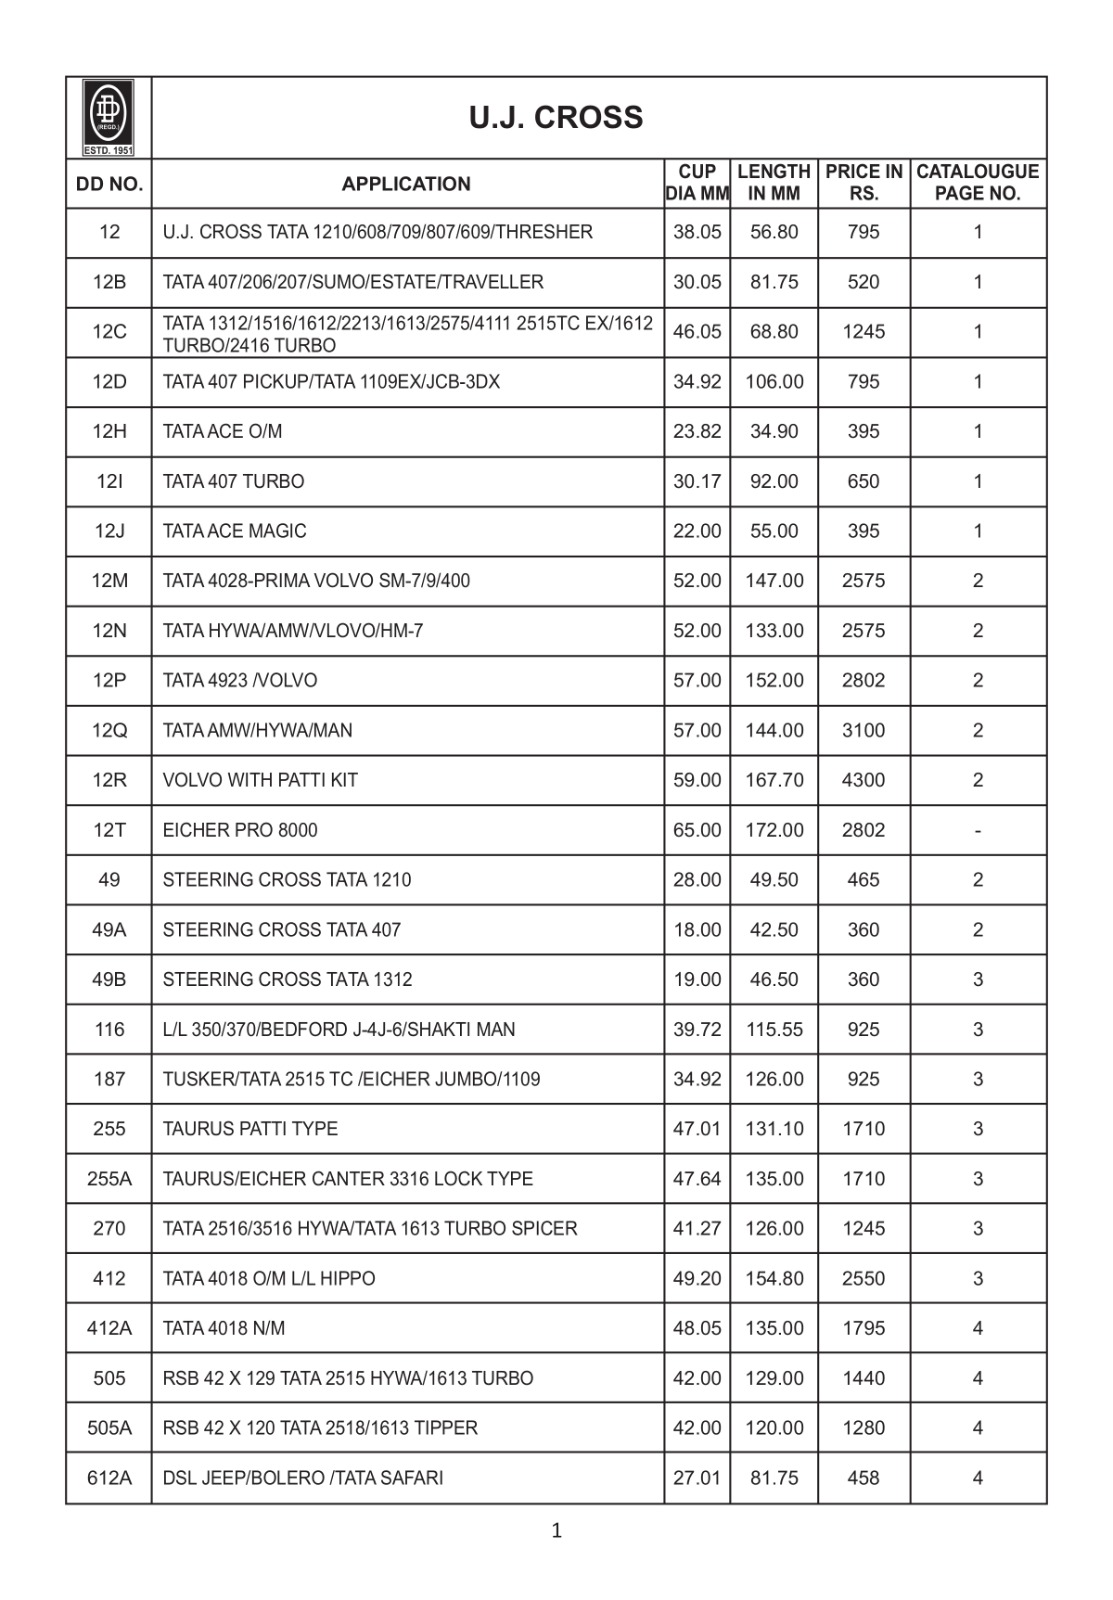 DD
(REGD.)
ESTD. 1951
U.J. CROSS
DD NO. APPLICATION CUP DIA MM LENGTH IN MM PRICE IN RS. CATALOUGUE PAGE NO.
12 U.J. CROSS TATA 1210/608/709/807/609/THRESHER 38.05 56.80 795 1
12B TATA 407/206/207/SUMO/ESTATE/TRAVELLER 30.05 81.75 520 1
12C TATA 1312/1516/1612/2213/1613/2575/4111 2515TC EX/1612
TURBO/2416 TURBO 46.05 68.80 1245 1
12D TATA 407 PICKUP/TATA 1109EX/JCB-3DX 34.92 106.00 795 1
12H TATA ACE O/M 23.82 34.90 395 1
12I TATA 407 TURBO 30.17 92.00 650 1
12J TATA ACE MAGIC 22.00 55.00 395 1
12M TATA 4028-PRIMA VOLVO SM-7/9/400 52.00 147.00 2575 2
12N TATA HYWA/AMW/VLOVO/HM-7 52.00 133.00 2575 2
12P TATA 4923 /VOLVO 57.00 152.00 2802 2
12Q TATA AMW/HYWA/MAN 57.00 144.00 3100 2
12R VOLVO WITH PATTI KIT 59.00 167.70 4300 2
12T EICHER PRO 8000 65.00 172.00 2802 -
49 STEERING CROSS TATA 1210 28.00 49.50 465 2
49A STEERING CROSS TATA 407 18.00 42.50 360 2
49B STEERING CROSS TATA 1312 19.00 46.50 360 3
116 L/L 350/370/BEDFORD J-4J-6/SHAKTI MAN 39.72 115.55 925 3
187 TUSKER/TATA 2515 TC /EICHER JUMBO/1109 34.92 126.00 925 3
255 TAURUS PATTI TYPE 47.01 131.10 1710 3
255A TAURUS/EICHER CANTER 3316 LOCK TYPE 47.64 135.00 1710 3
270 TATA 2516/3516 HYWA/TATA 1613 TURBO SPICER 41.27 126.00 1245 3
412 TATA 4018 O/M L/L HIPPO 49.20 154.80 2550 3
412A TATA 4018 N/M 48.05 135.00 1795 4
505 RSB 42 X 129 TATA 2515 HYWA/1613 TURBO 42.00 129.00 1440 4
505A RSB 42 X 120 TATA 2518/1613 TIPPER 42.00 120.00 1280 4
612A DSL JEEP/BOLERO /TATA SAFARI 27.01 81.75 458 4
1